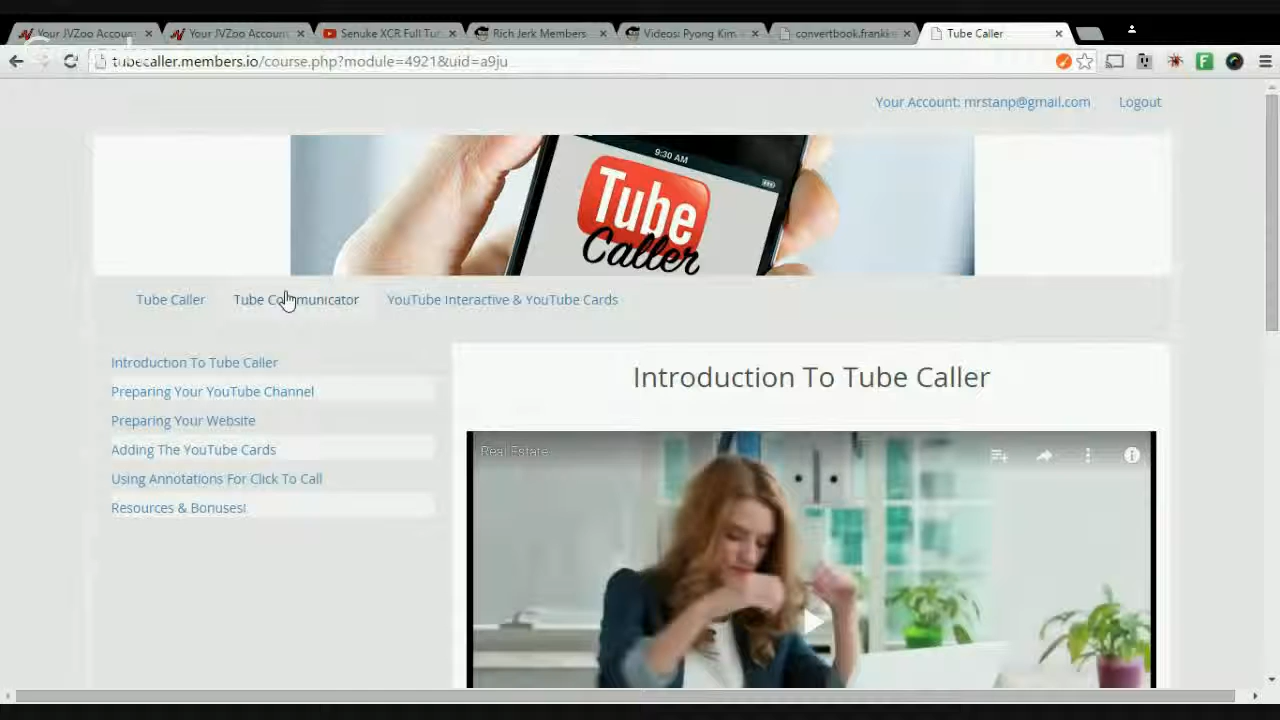 Your JVZoo Accoun
Your JVZoo Accoun
Senuke XCR Full Tut
Rich Jerk Members
Videos: Pyong Kim
convertbook.frankie
Tube Caller
tubecaller.members.io/course.php?module=4921&uid=a9ju
Your Account: mrstanp@gmail.com
Logout
9:30 AM
Tube
Caller
Tube Caller
Tube Communicator
YouTube Interactive & YouTube Cards
Introduction To Tube Caller
Preparing Your YouTube Channel
Preparing Your Website
Adding The YouTube Cards
Using Annotations For Click To Call
Resources & Bonuses!
Introduction To Tube Caller
Real Estate